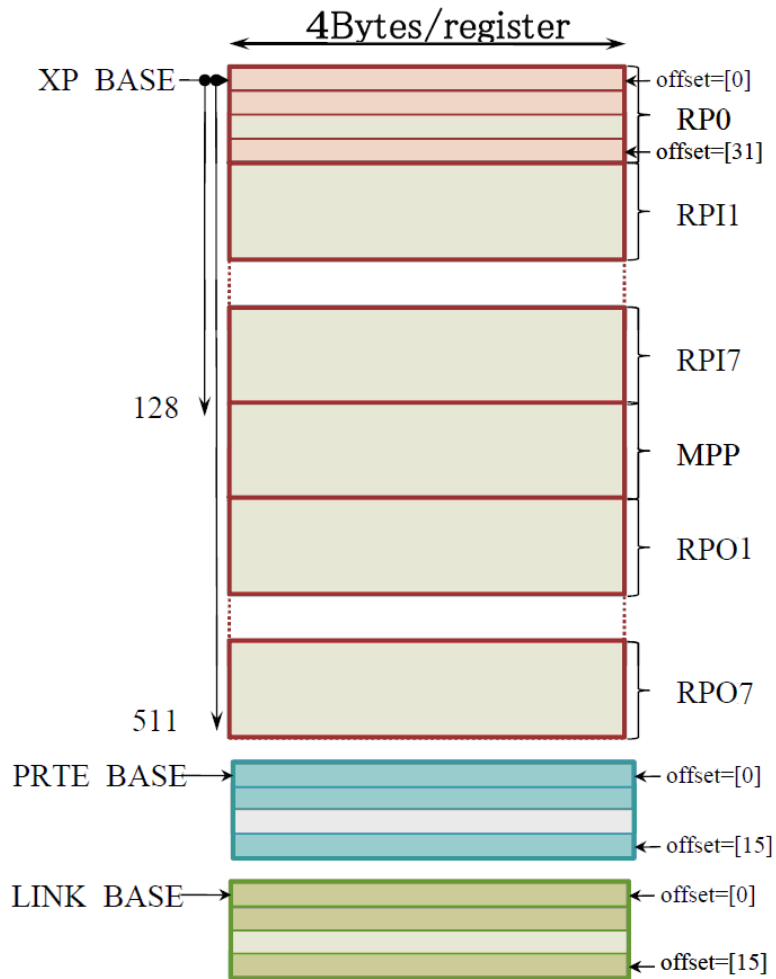 4Bytes/register
XP BASE
offset=[0]
RP0
offset=[31]
RPI1
RPI7
128
MPP
RPO1
RPO7
511
PRTE BASE
offset=[0]
offset=[15]
LINK BASE
offset=[0]
offset=[15]